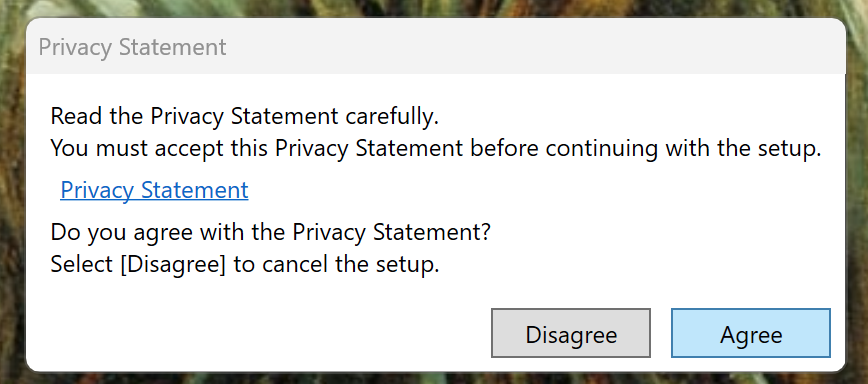 Privacy Statement
Read the Privacy Statement carefully.
You must accept this Privacy Statement before continuing with the setup.
Privacy Statement
Do you agree with the Privacy Statement?
Select [Disagree] to cancel the setup.
Disagree
Agree